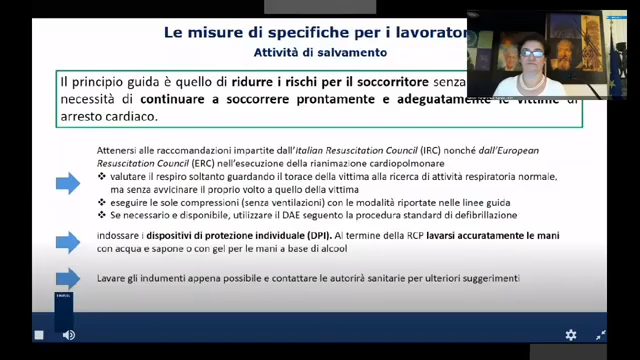 Le misure di specifiche per i lavorator
Attività di salvamento
Il principio guida è quello di ridurre i rischi per il soccorritore senza
necessità di continuare a soccorrere prontamente e adeguatamente le vittime di
arresto cardiaco.
Attenersi alle raccomandazioni impartite dall'Italian Resuscitation Council (IRC) nonché dall'European
Resuscitation Council (ERC) nell'esecuzione della rianimazione cardiopolmonare
❖ valutare il respiro soltanto guardando il torace della vittima alla ricerca di attività respiratoria normale,
ma senza avvicinare il proprio volto a quello della vittima
❖ eseguire le sole compressioni (senza ventilazioni) con le modalità riportate nelle linee guida
❖ Se necessario e disponibile, utilizzare il DAE seguento la procedura standard di defibrillazione
indossare i dispositivi di protezione individuale (DPI). Al termine della RCP lavarsi accuratamente le mani
con acqua e sapone o con gel per le mani a base di alcool
Lavare gli indumenti appena possibile e contattare le autorirà sanitarie per ulteriori suggerimenti